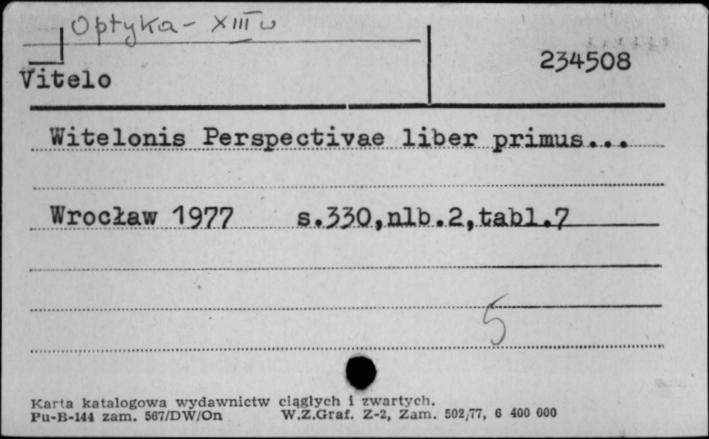 Optyka - XIII w
234508
Vitelo
Witelonis Perspectivae liber primus...
Wrocław 1977 s.330,nlb.2,tabl.7
5
Karta katalogowa wydawnictw ciągłych i zwartych.
Pu-B-144 zam. 567/DW/On W.Z.Graf. Z-2, Zam. 502/77, 6 400 000